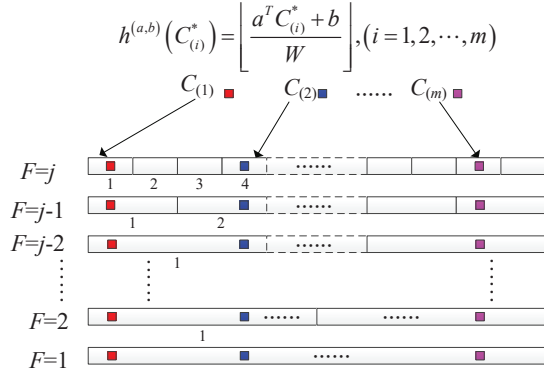 h^{(a,b)}(C^*_{(i)}) = ⌊ (a^T C^*_{(i)} + b) / W ⌋, (i = 1, 2, ⋯, m)
C_{(1)} C_{(2)} ...... C_{(m)}
F=j ......
1 2 3 4
F=j-1 ......
1 2
F=j-2 ......
1
F=2 ...... ......
1
F=1 ......